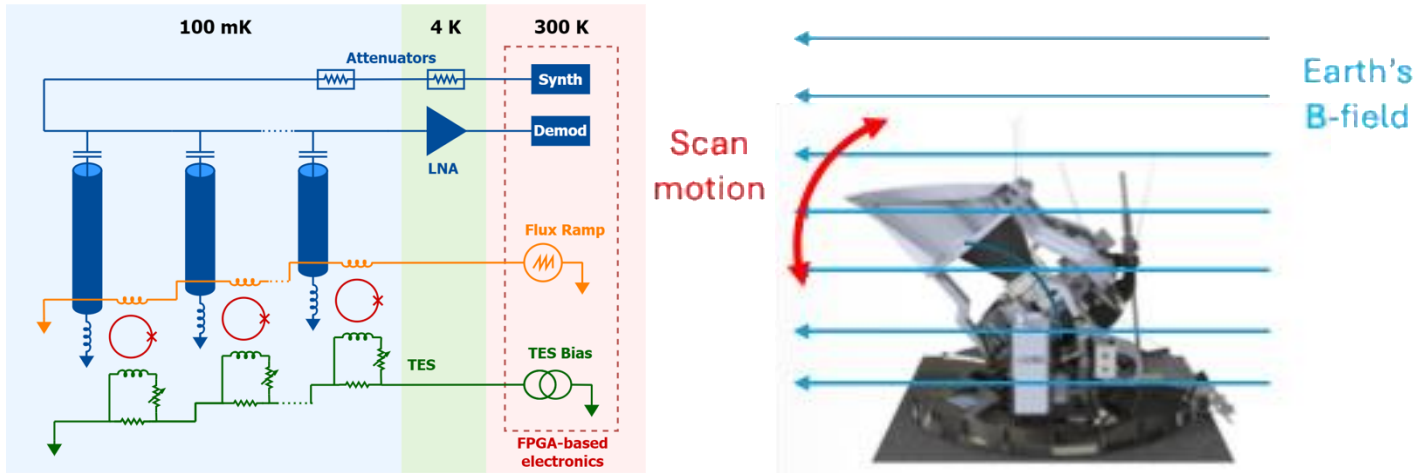 100 mK
4 K
300 K
Attenuators
Synth
Demod
LNA
Flux Ramp
TES Bias
TES
FPGA-based
electronics
Scan
motion
Earth's
B-field